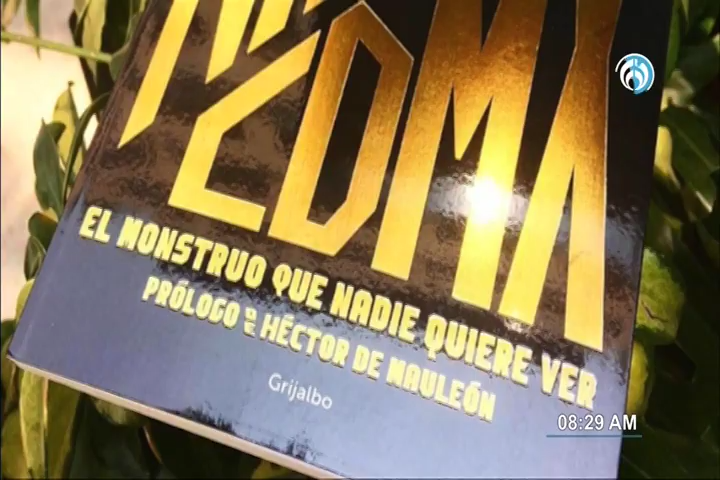 CDMX
EL MONSTRUO QUE NADIE QUIERE VER
PRÓLOGO DE HÉCTOR DE MAULEÓN
Grijalbo
08:29 AM